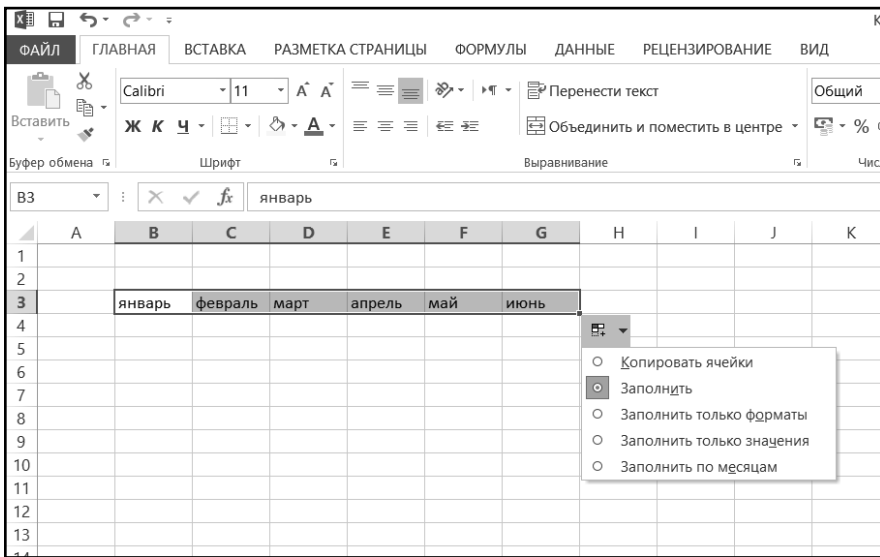 К
ФАЙЛ ГЛАВНАЯ ВСТАВКА РАЗМЕТКА СТРАНИЦЫ ФОРМУЛЫ ДАННЫЕ РЕЦЕНЗИРОВАНИЕ ВИД
Calibri 11 A A Перенести текст Общий
Вставить
Ж К Ч A Объединить и поместить в центре %
Буфер обмена Шрифт Выравнивание Чис
B3 fx январь
A B C D E F G H I J K
1
2
3 январь февраль март апрель май июнь
4
5
Копировать ячейки
6
Заполнить
7
Заполнить только форматы
8
Заполнить только значения
9
Заполнить по месяцам
10
11
12
13
14